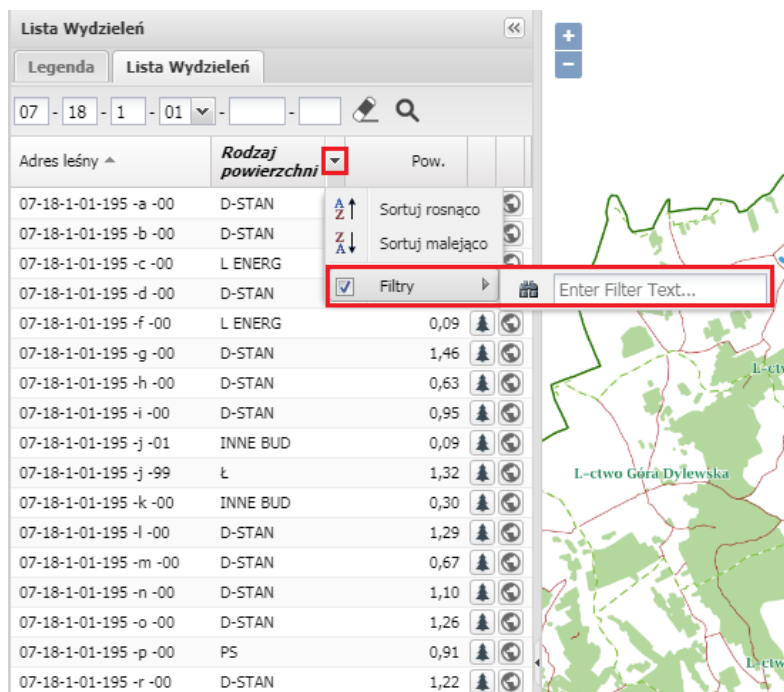 Lista Wydzieleń
Legenda Lista Wydzieleń
07 - 18 - 1 - 01 - -
Adres leśny Rodzaj powierzchni Pow.
07-18-1-01-195 -a -00 D-STAN
Sortuj rosnąco
07-18-1-01-195 -b -00 D-STAN
Sortuj malejąco
07-18-1-01-195 -c -00 L ENERG
07-18-1-01-195 -d -00 D-STAN
Filtry Enter Filter Text...
07-18-1-01-195 -f -00 L ENERG 0,09
07-18-1-01-195 -g -00 D-STAN 1,46
07-18-1-01-195 -h -00 D-STAN 0,63
07-18-1-01-195 -i -00 D-STAN 0,95
07-18-1-01-195 -j -01 INNE BUD 0,09
07-18-1-01-195 -j -99 Ł 1,32
07-18-1-01-195 -k -00 INNE BUD 0,30
07-18-1-01-195 -l -00 D-STAN 1,29
07-18-1-01-195 -m -00 D-STAN 0,67
07-18-1-01-195 -n -00 D-STAN 1,10
07-18-1-01-195 -o -00 D-STAN 1,26
07-18-1-01-195 -p -00 PS 0,91
07-18-1-01-195 -r -00 D-STAN 1,22
L-ctwo Góra Dylewska